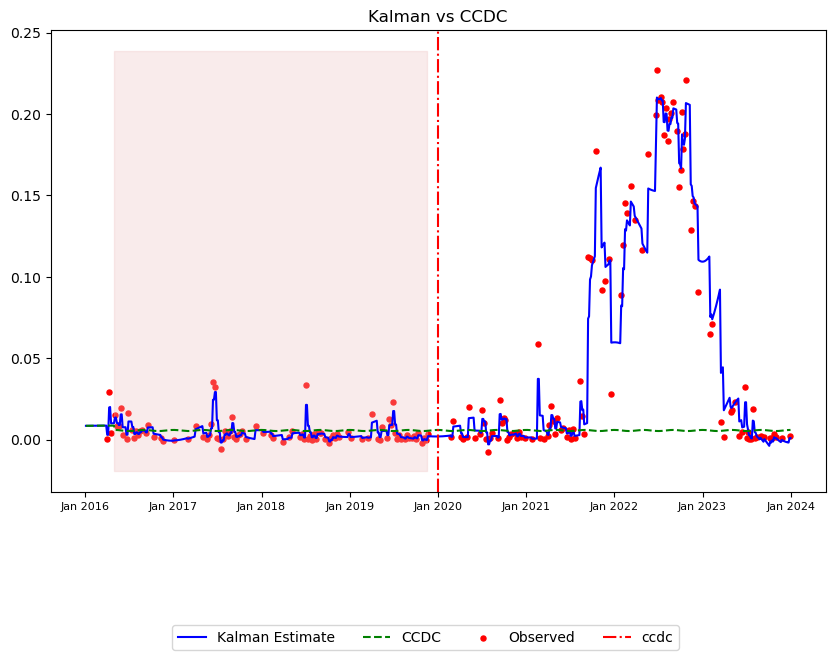 Kalman vs CCDC
0.25
0.20
0.15
0.10
0.05
0.00
Jan 2016 Jan 2017 Jan 2018 Jan 2019 Jan 2020 Jan 2021 Jan 2022 Jan 2023 Jan 2024
Kalman Estimate CCDC Observed ccdc